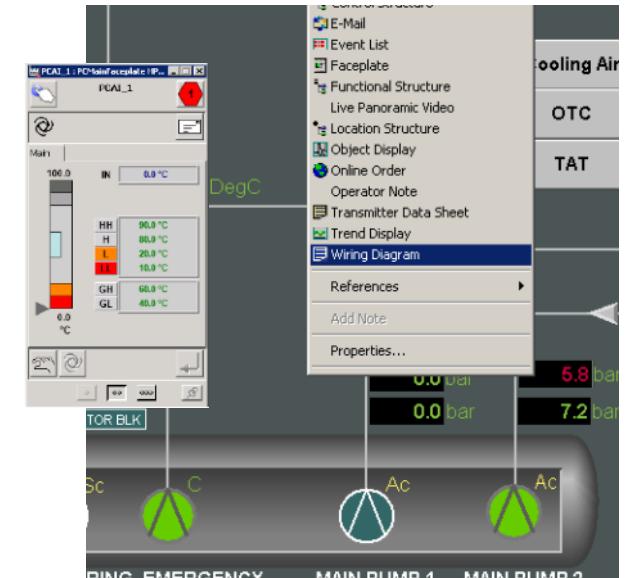 E-Mail
Event List
Faceplate
Functional Structure
Live Panoramic Video
Location Structure
Object Display
Online Order
Operator Note
Transmitter Data Sheet
Trend Display
Wiring Diagram
References
Add Note
Properties...
PCAI_1 : PCMainFaceplate
PCAI_1
1
Main
100.0
IN 0.0 °C
HH 90.0 °C
H 80.0 °C
L 20.0 °C
LL 10.0 °C
GH 60.0 °C
GL 40.0 °C
0.0
°C
DegC
ooling Air
OTC
TAT
0.0 bar
5.8 bar
0.0 bar
7.2 bar
TOR BLK
Sc
C
Ac
Ac
EMERGENCY
MAIN PUMP 1
MAIN PUMP 2